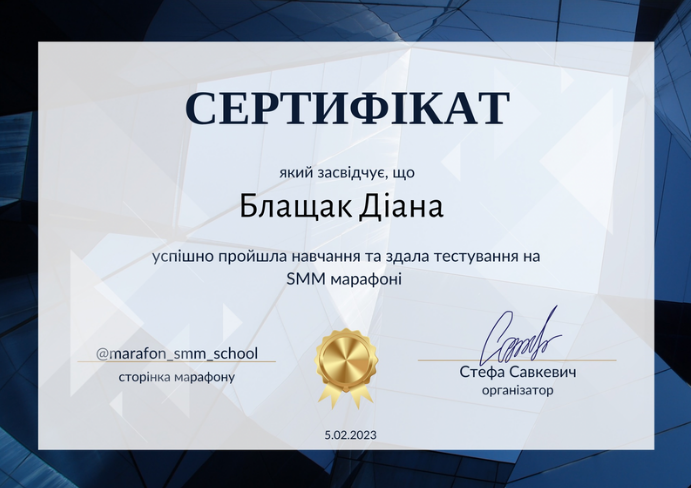 СЕРТИФІКАТ
який засвідчує, що
Блащак Діана
успішно пройшла навчання та здала тестування на
SMM марафоні
@marafon_smm_school
сторінка марафону
Стефа Савкевич
організатор
5.02.2023